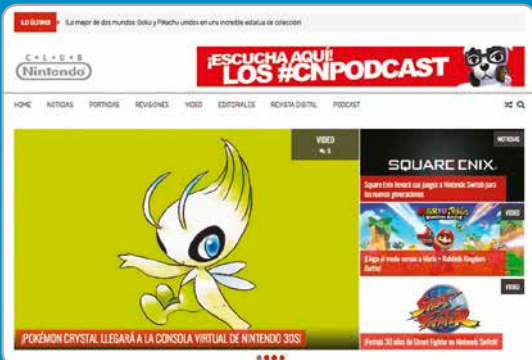 LO ÚLTIMO
¡Lo mejor de dos mundos: Goku y Pikachu unidos en una increíble estatua de colección!
CLUB
Nintendo
¡ESCUCHA AQUÍ!
LOS #CNPODCAST
HOME NOTICIAS PORTADAS REVISIONES VIDEO EDITORIALES REVISTA DIGITAL PODCAST
VIDEO
¡POKÉMON CRYSTAL LLEGARÁ A LA CONSOLA VIRTUAL DE NINTENDO 3DS!
NOTICIAS
SQUARE ENIX
Square Enix llevará sus juegos a Nintendo Switch para
las nuevas generaciones
VIDEO
¡Llega el modo versus a Mario + Rabbids Kingdom
Battle!
VIDEO
STREET
FIGHTER
¡Festeja 30 años de Street Fighter en Nintendo Switch!